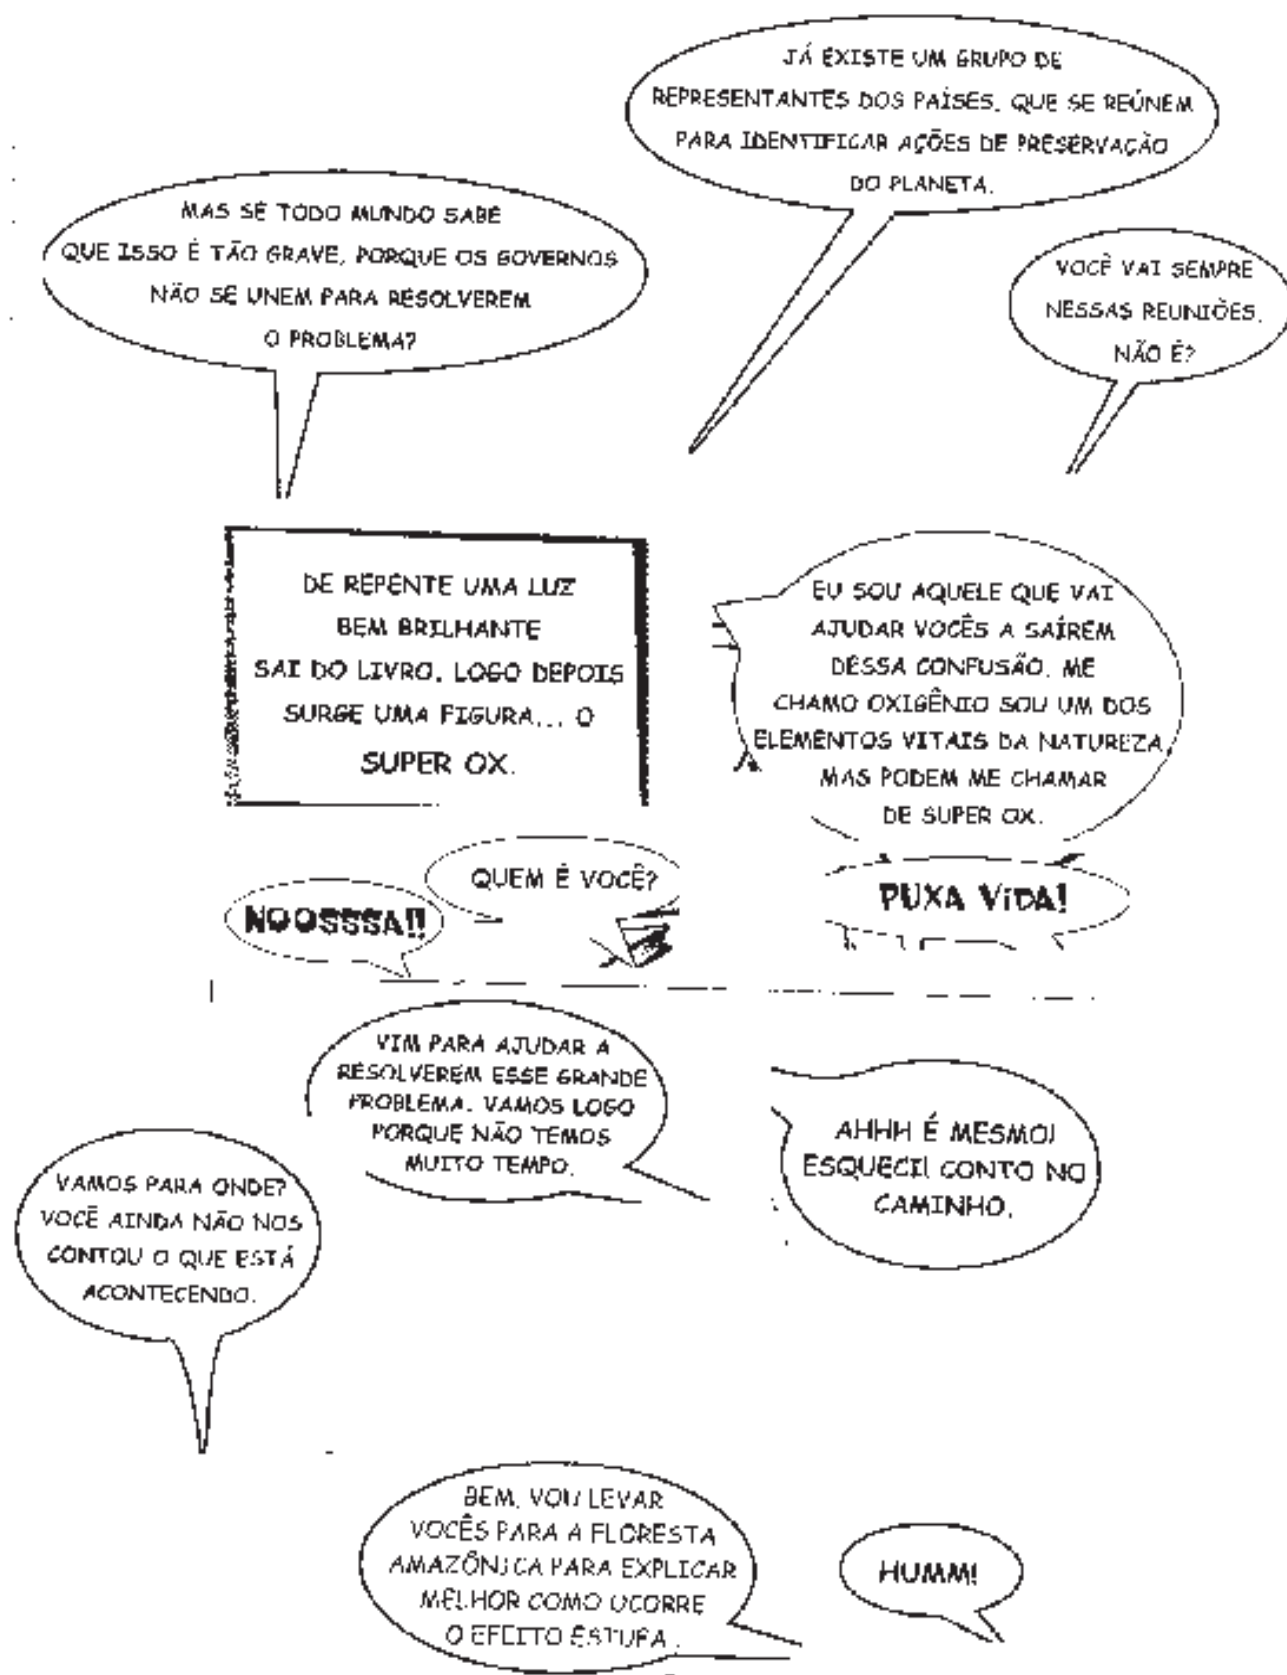 MAS SE TODO MUNDO SABE
QUE ISSO É TÃO GRAVE, PORQUE OS GOVERNOS
NÃO SE UNEM PARA RESOLVEREM
O PROBLEMA?
JÁ EXISTE UM GRUPO DE
REPRESENTANTES DOS PAÍSES, QUE SE REÚNEM
PARA IDENTIFICAR AÇÕES DE PRESERVAÇÃO
DO PLANETA.
VOCÊ VAI SEMPRE
NESSAS REUNIÕES,
NÃO É?
DE REPENTE UMA LUZ
BEM BRILHANTE
SAI DO LIVRO. LOGO DEPOIS
SURGE UMA FIGURA... O
SUPER OX.
EU SOU AQUELE QUE VAI
AJUDAR VOCÊS A SAÍREM
DESSA CONFUSÃO. ME
CHAMO OXIGÊNIO SOU UM DOS
ELEMENTOS VITAIS DA NATUREZA,
MAS PODEM ME CHAMAR
DE SUPER OX.
NOOSSSA!!
QUEM É VOCÊ?
PUXA VIDA!
VIM PARA AJUDAR A
RESOLVEREM ESSE GRANDE
PROBLEMA. VAMOS LOGO
PORQUE NÃO TEMOS
MUITO TEMPO.
VAMOS PARA ONDE?
VOCÊ AINDA NÃO NOS
CONTOU O QUE ESTÁ
ACONTECENDO.
AHHH É MESMO!
ESQUECI! CONTO NO
CAMINHO.
BEM, VOU LEVAR
VOCÊS PARA A FLORESTA
AMAZÔNICA PARA EXPLICAR
MELHOR COMO OCORRE
O EFEITO ESTUFA.
HUMM!